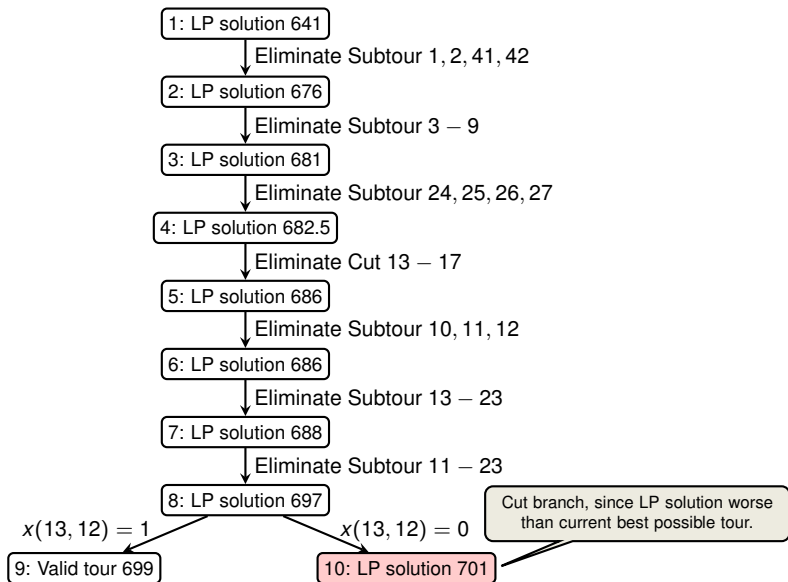 1: LP solution 641
Eliminate Subtour 1, 2, 41, 42
2: LP solution 676
Eliminate Subtour 3 − 9
3: LP solution 681
Eliminate Subtour 24, 25, 26, 27
4: LP solution 682.5
Eliminate Cut 13 − 17
5: LP solution 686
Eliminate Subtour 10, 11, 12
6: LP solution 686
Eliminate Subtour 13 − 23
7: LP solution 688
Eliminate Subtour 11 − 23
8: LP solution 697
x(13, 12) = 1
x(13, 12) = 0
Cut branch, since LP solution worse
than current best possible tour.
9: Valid tour 699
10: LP solution 701